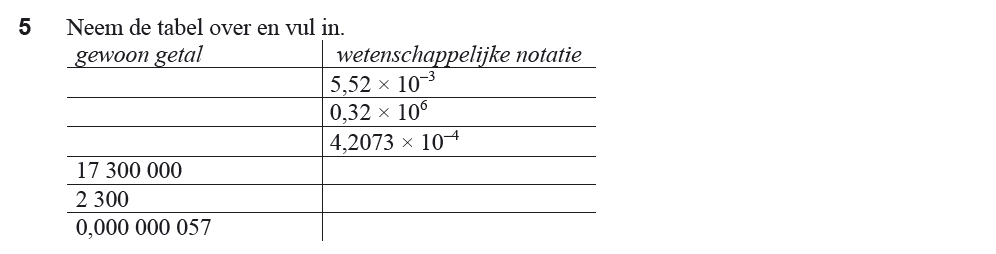 5 Neem de tabel over en vul in.
gewoon getal wetenschappelijke notatie
5,52 × 10⁻³
0,32 × 10⁶
4,2073 × 10⁻⁴
17 300 000
2 300
0,000 000 057